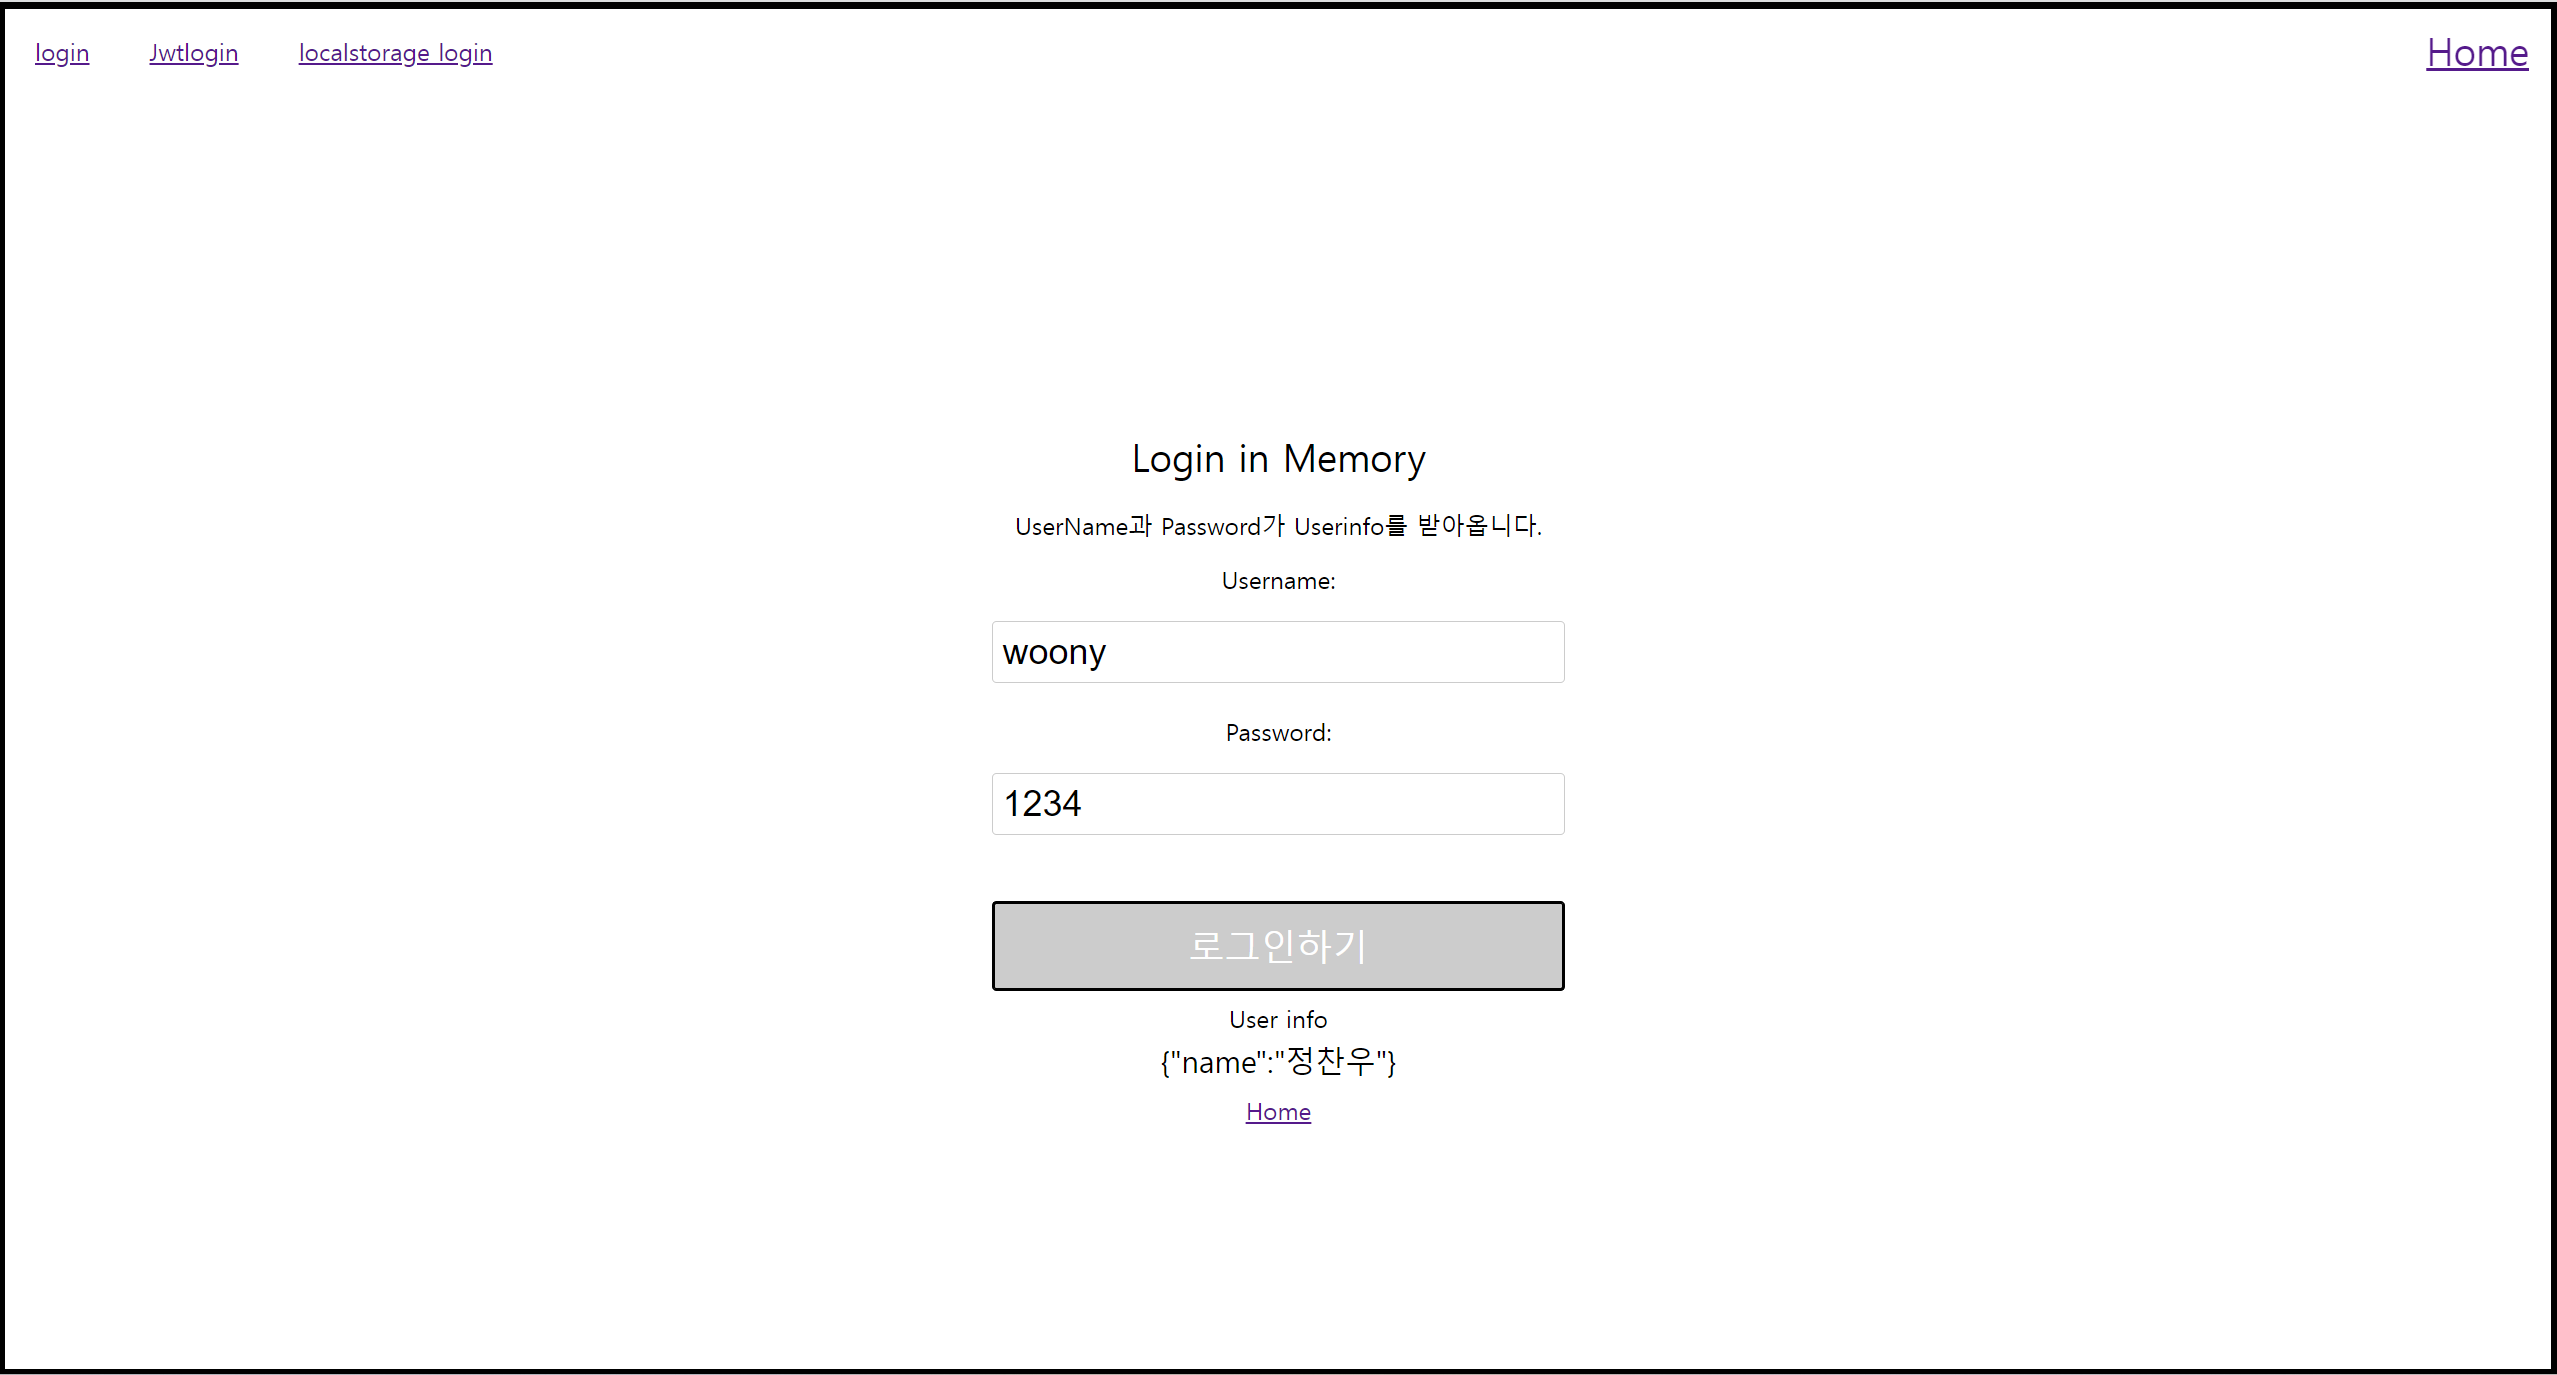 login Jwtlogin localstorage login Home
Login in Memory
UserName과 Password가 Userinfo를 받아옵니다.
Username:
woony
Password:
1234
로그인하기
User info
{"name":"정찬우"}
Home